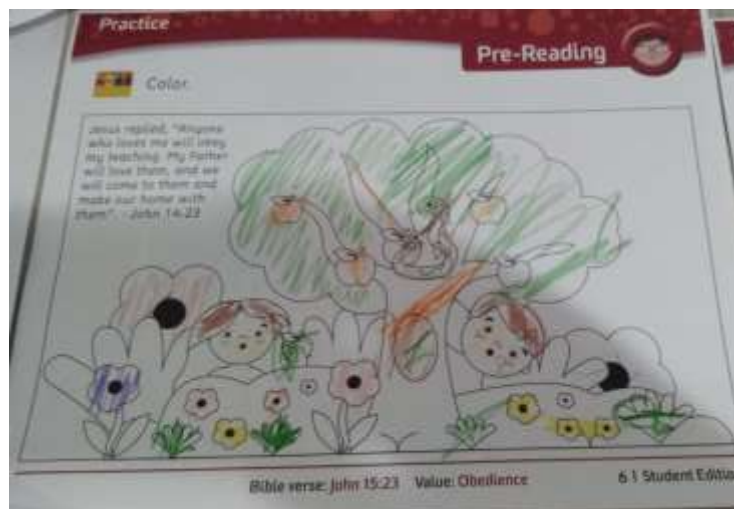 Practice
Pre-Reading
Color.
Jesus replied, "Anyone
who loves me will obey
my teaching. My Father
will love them, and we
will come to them and
make our home with
them". - John 14:23
Bible verse: John 15:23 Value: Obedience
6 | Student Editio